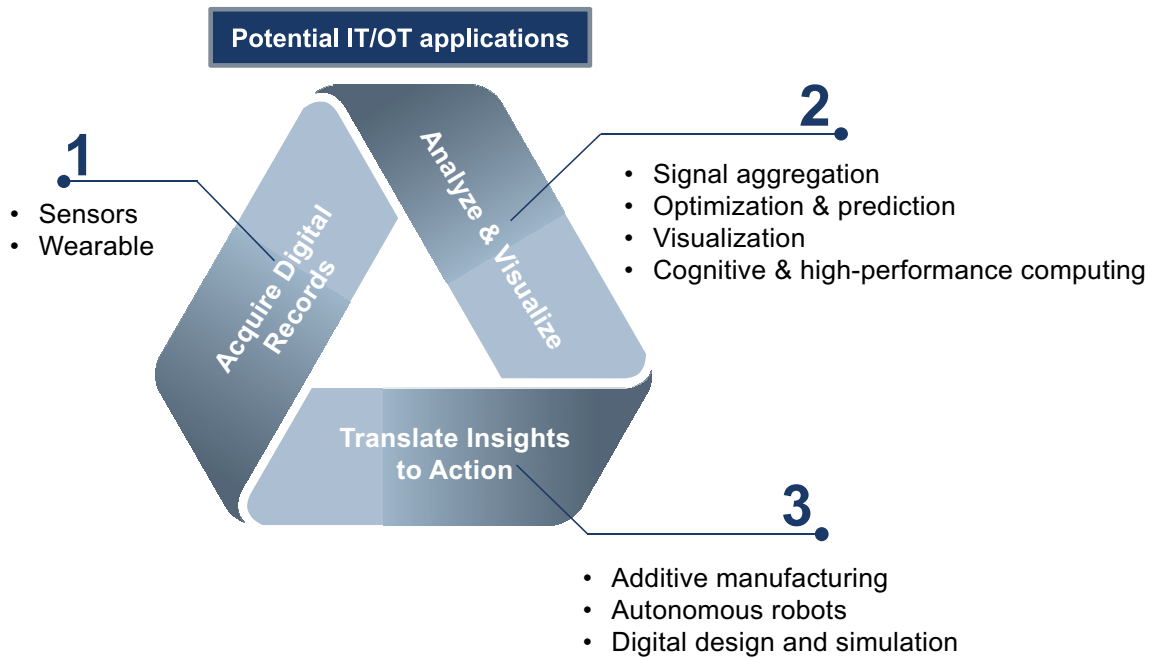 Potential IT/OT applications
1
• Sensors
• Wearable
Acquire Digital
Records
2
Analyze & Visualize
• Signal aggregation
• Optimization & prediction
• Visualization
• Cognitive & high-performance computing
Translate Insights
to Action
3
• Additive manufacturing
• Autonomous robots
• Digital design and simulation